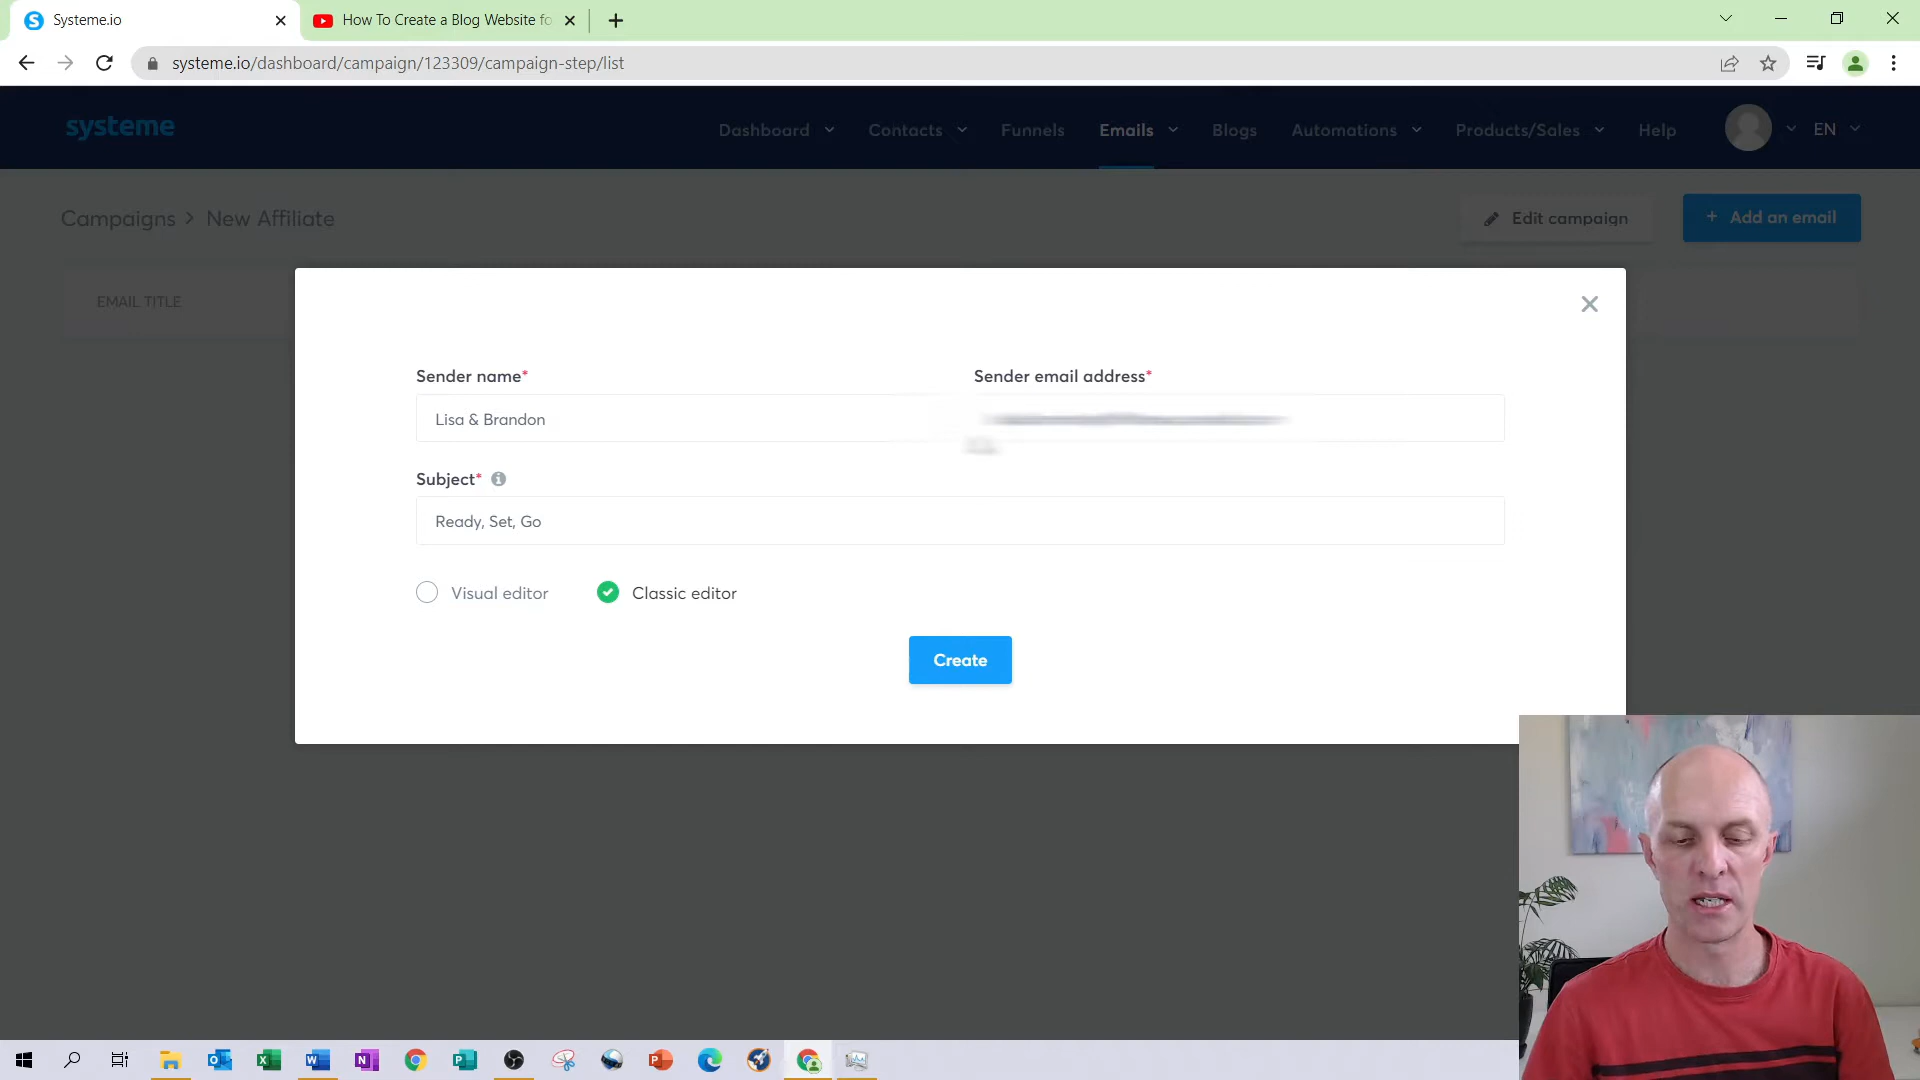 Systeme.io
How To Create a Blog Website fo
systeme.io/dashboard/campaign/123309/campaign-step/list
systeme
Dashboard
Contacts
Funnels
Emails
Blogs
Automations
Products/Sales
Help
EN
Campaigns > New Affiliate
Edit campaign
+ Add an email
EMAIL TITLE
Sender name*
Sender email address*
Lisa & Brandon
Subject*
Ready, Set, Go
Visual editor
Classic editor
Create